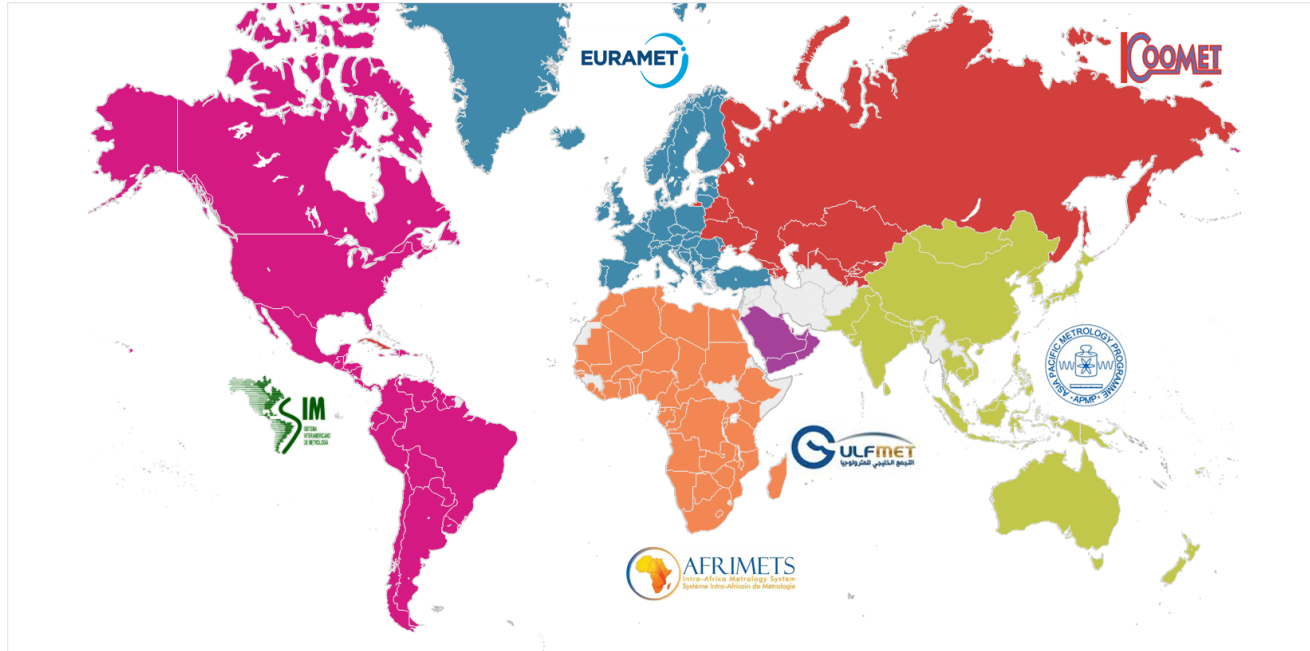 EURAMET
COOMET
ASIA PACIFIC METROLOGY PROGRAMME
• APMP •
SIM
SISTEMA
INTERAMERICANO
DE METROLOGIA
GULFMET
التجمع الخليجي للمترولوجيا
AFRIMETS
Intra-Africa Metrology System
Système Intra-Africain de Métrologie